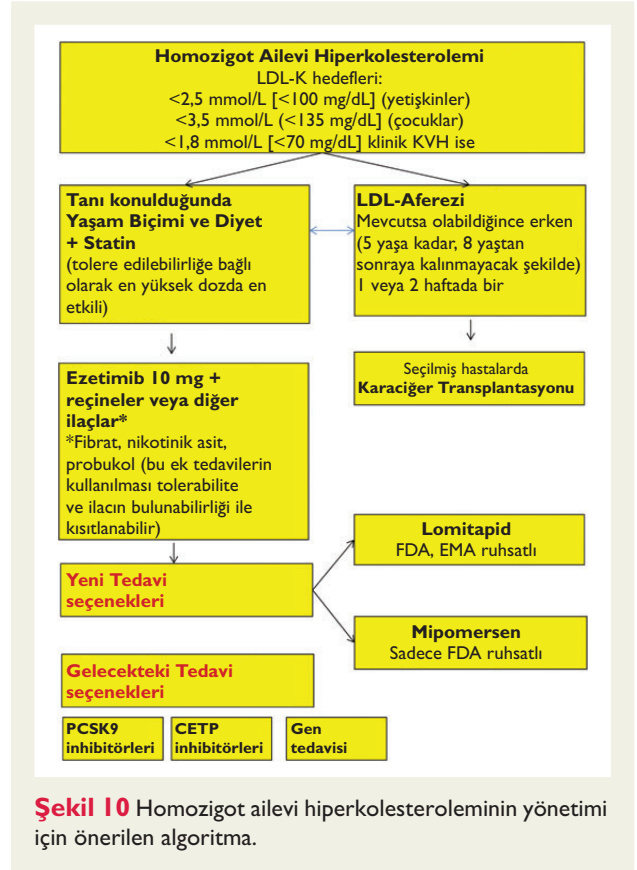 Homozigot Ailevi Hiperkolesterolemi
LDL-K hedefleri:
<2,5 mmol/L [<100 mg/dL] (yetişkinler)
<3,5 mmol/L (<135 mg/dL] (çocuklar)
<1,8 mmol/L [<70 mg/dL] klinik KVH ise
Tanı konulduğunda
Yaşam Biçimi ve Diyet
+ Statin
(tolere edilebilirliğe bağlı
olarak en yüksek dozda en
etkili)
LDL-Aferezi
Mevcutsa olabildiğince erken
(5 yaşa kadar, 8 yaştan
sonraya kalınmayacak şekilde)
1 veya 2 haftada bir
Seçilmiş hastalarda
Karaciğer Transplantasyonu
Ezetimib 10 mg +
reçineler veya diğer
ilaçlar*
*Fibrat, nikotinik asit,
probukol (bu ek tedavilerin
kullanılması tolerabilite
ve ilacın bulunabilirliği ile
kısıtlanabilir)
Yeni Tedavi
seçenekleri
Lomitapid
FDA, EMA ruhsatlı
Mipomersen
Sadece FDA ruhsatlı
Gelecekteki Tedavi
seçenekleri
PCSK9
inhibitörleri
CETP
inhibitörleri
Gen
tedavisi
Şekil 10 Homozigot ailevi hiperkolesteroleminin yönetimi
için önerilen algoritma.